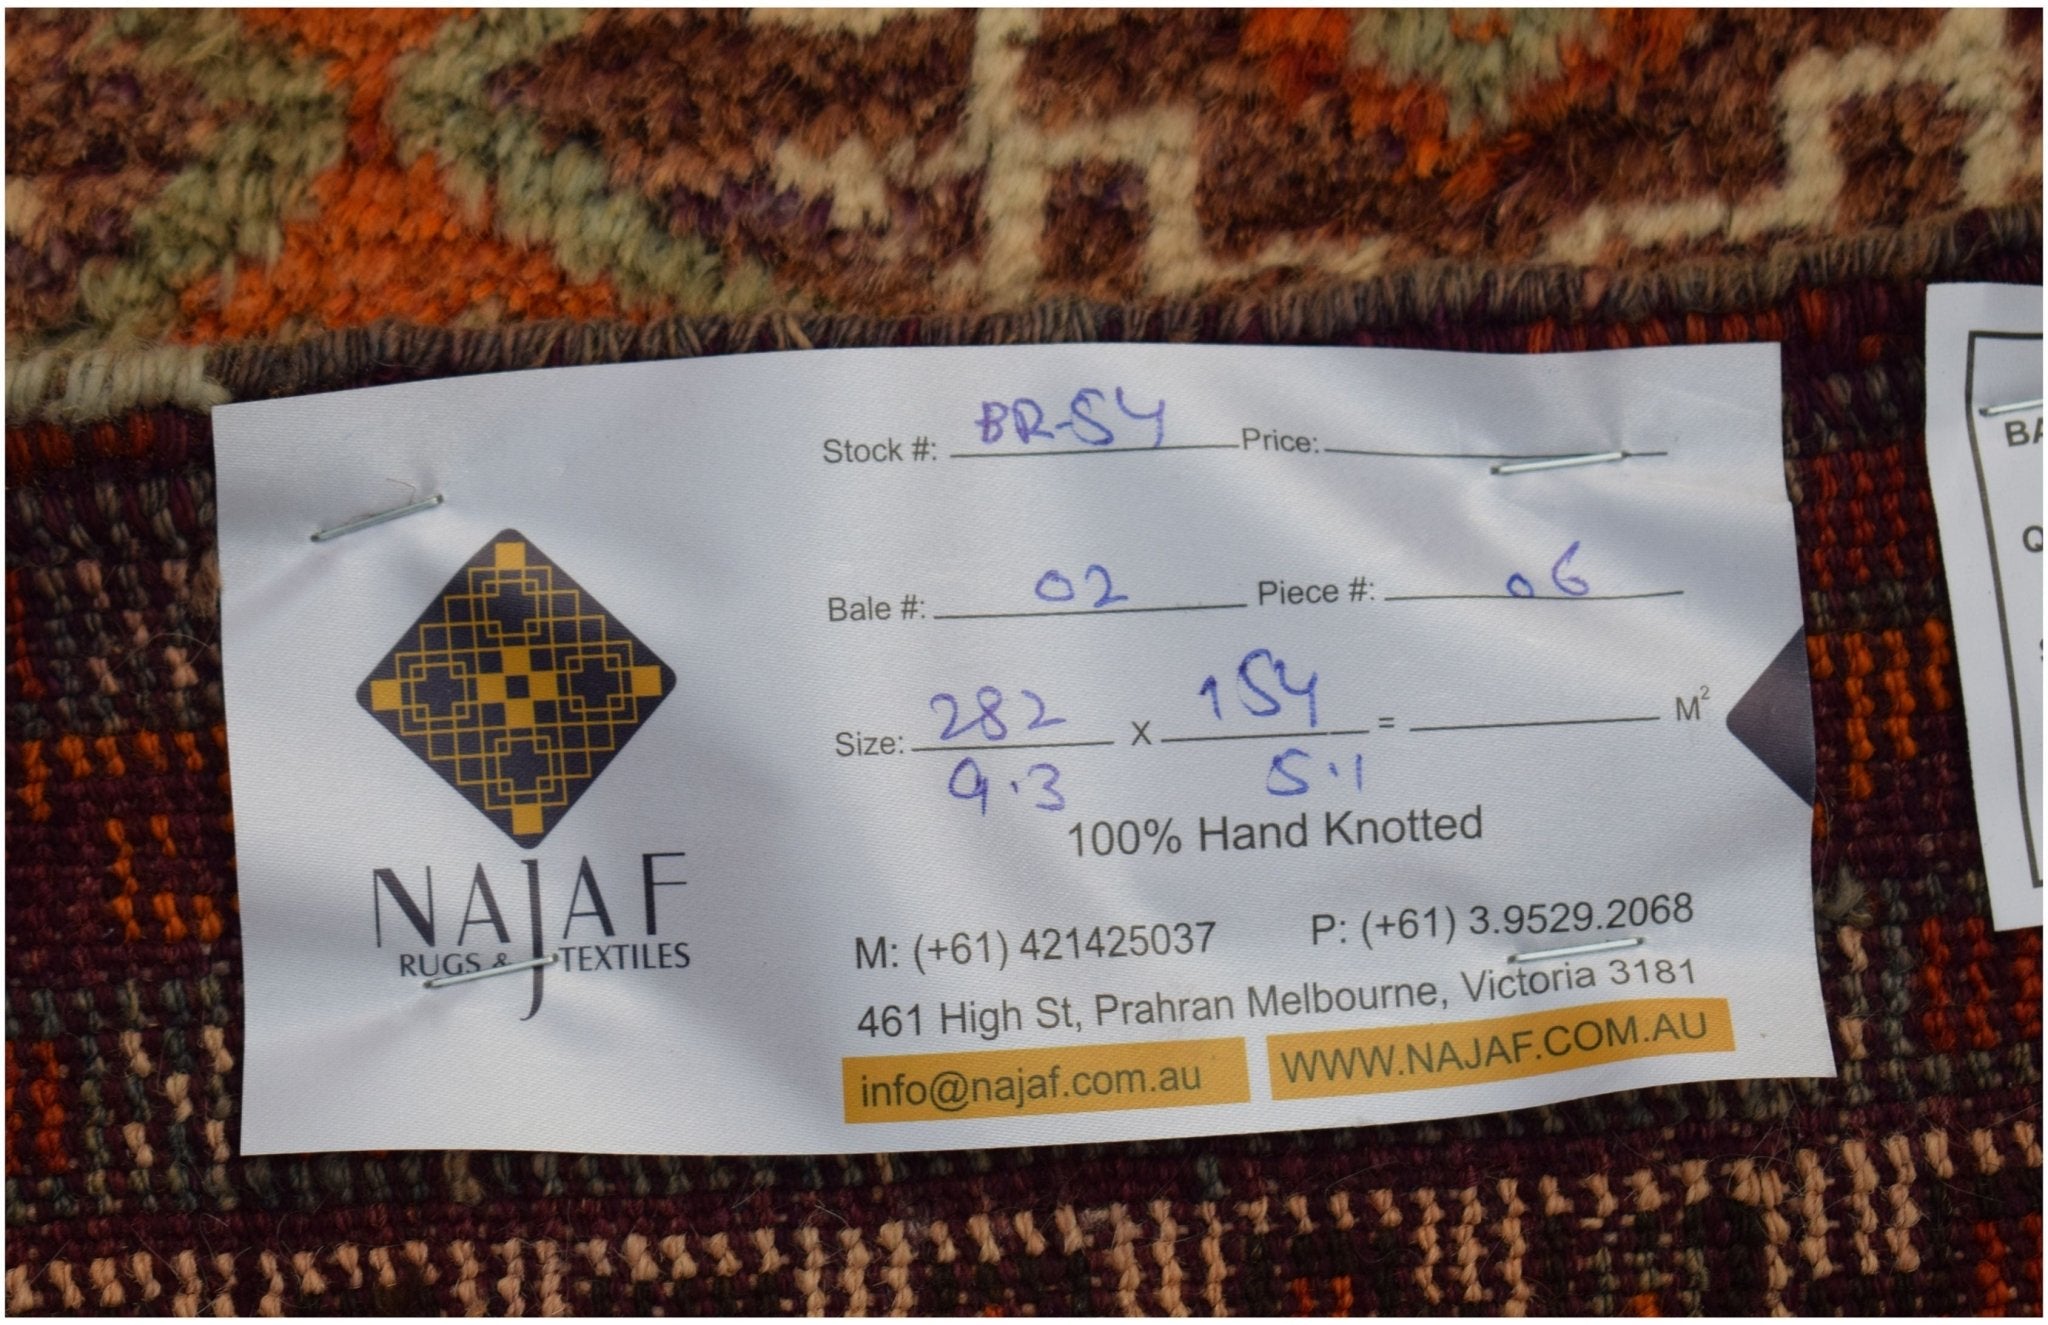 Stock #: BR-54 Price:
Bale #: 02 Piece #: 06
Size: 282 x 154 = M²
9.3 5.1
100% Hand Knotted
NAJAF
RUGS & TEXTILES
M: (+61) 421425037 P: (+61) 3.9529.2068
461 High St, Prahran Melbourne, Victoria 3181
info@najaf.com.au WWW.NAJAF.COM.AU